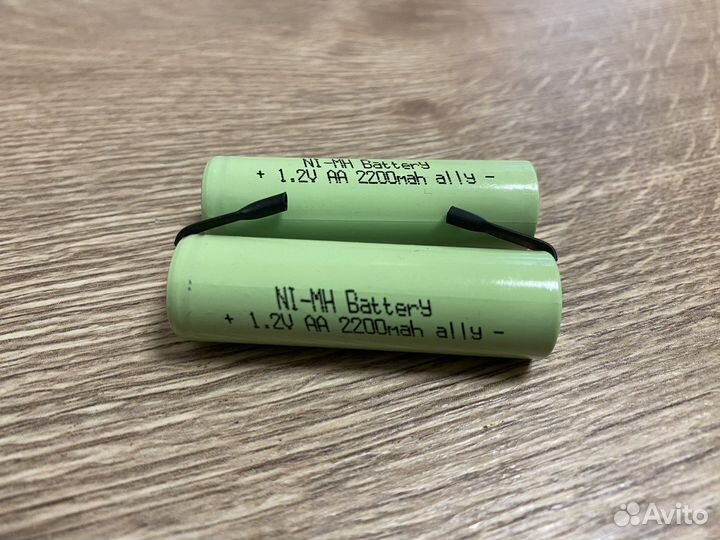 NI-MH Battery
+ 1.2V AA 2200mah ally -
NI-MH Battery
+ 1.2V AA 2200mah ally -
Avito